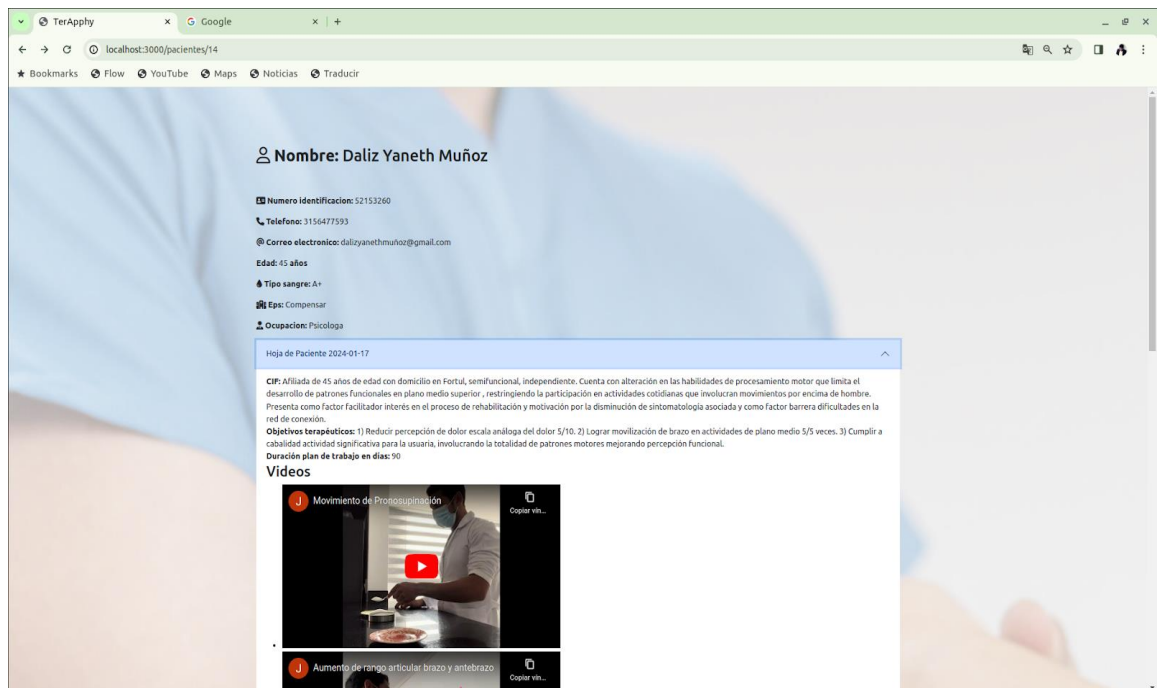 TerApphy
Google
localhost:3000/pacientes/14
Bookmarks Flow YouTube Maps Noticias Traducir
Nombre: Daliz Yaneth Muñoz
Numero identificacion: 52153260
Telefono: 3156477593
Correo electronico: dalizyanethmuñoz@gmail.com
Edad: 45 años
Tipo sangre: A+
Eps: Compensar
Ocupacion: Psicologa
Hoja de Paciente 2024-01-17
CIF: Afiliada de 45 años de edad con domicilio en Fortul, semifuncional, independiente. Cuenta con alteración en las habilidades de procesamiento motor que limita el
desarrollo de patrones funcionales en plano medio superior , restringiendo la participación en actividades cotidianas que involucran movimientos por encima de hombre.
Presenta como factor facilitador interés en el proceso de rehabilitación y motivación por la disminución de sintomatología asociada y como factor barrera dificultades en la
red de conexión.
Objetivos terapéuticos: 1) Reducir percepción de dolor escala análoga del dolor 5/10. 2) Lograr movilización de brazo en actividades de plano medio 5/5 veces. 3) Cumplir a
cabalidad actividad significativa para la usuaria, involucrando la totalidad de patrones motores mejorando percepción funcional.
Duración plan de trabajo en dias: 90
Videos
J Movimiento de Pronosupinación
Copiar vín...
J Aumento de rango articular brazo y antebrazo
Copiar vín...